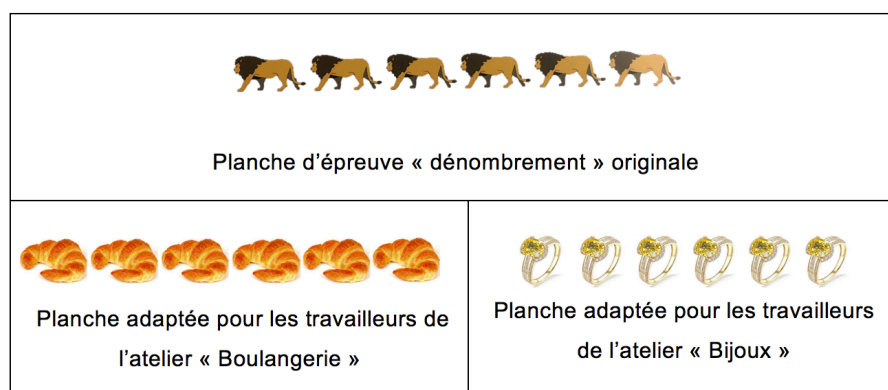 Planche d’épreuve « dénombrement » originale
Planche adaptée pour les travailleurs de
l’atelier « Boulangerie »
Planche adaptée pour les travailleurs
de l’atelier « Bijoux »